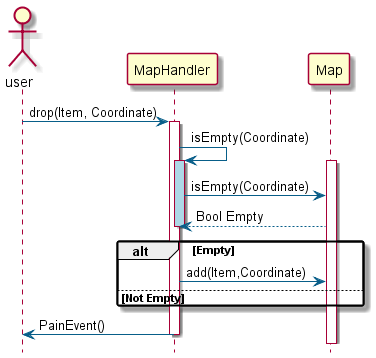 user
MapHandler
Map
drop(Item, Coordinate)
isEmpty(Coordinate)
isEmpty(Coordinate)
Bool Empty
alt
[Empty]
add(Item,Coordinate)
[Not Empty]
PainEvent()